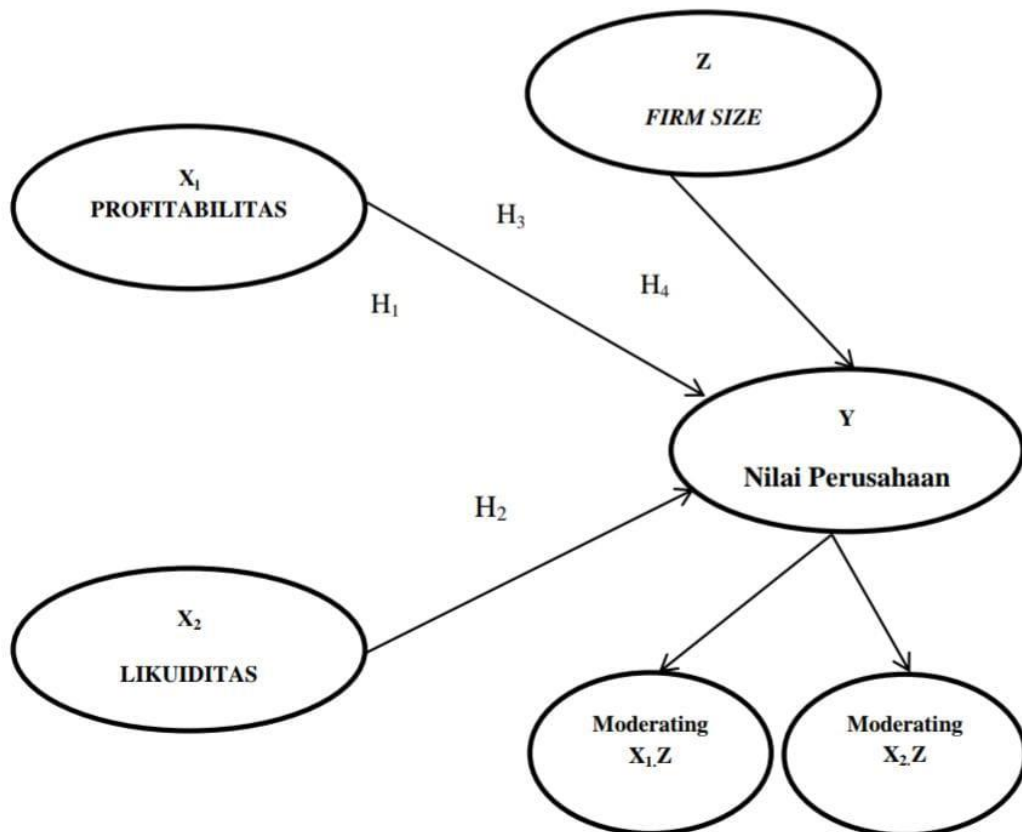 Z
FIRM SIZE
X₁
PROFITABILITAS
H₃
H₄
H₁
Y
Nilai Perusahaan
H₂
X₂
LIKUIDITAS
Moderating
X₁.Z
Moderating
X₂.Z